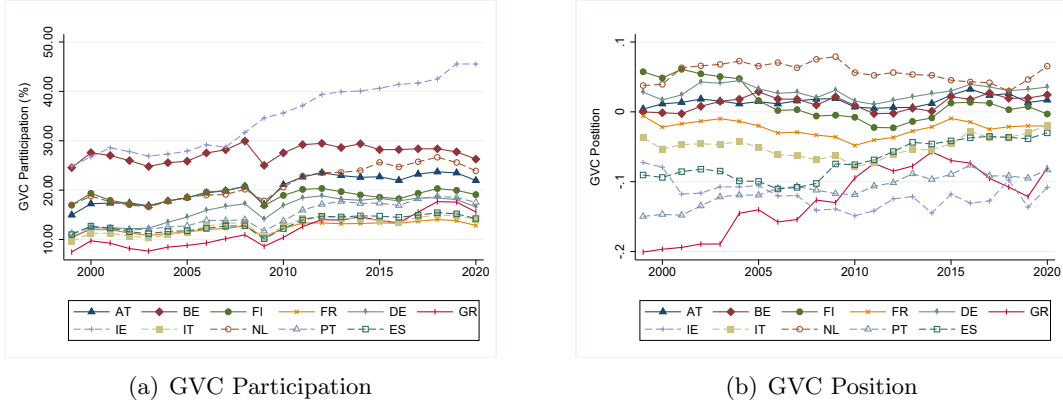 GVC Participation (%)
50.00
40.00
30.00
20.00
10.00
2000 2005 2010 2015 2020
AT BE FI FR DE GR
IE IT NL PT ES
(a) GVC Participation
GVC Position
.1
0
-.1
-.2
2000 2005 2010 2015 2020
AT BE FI FR DE GR
IE IT NL PT ES
(b) GVC Position